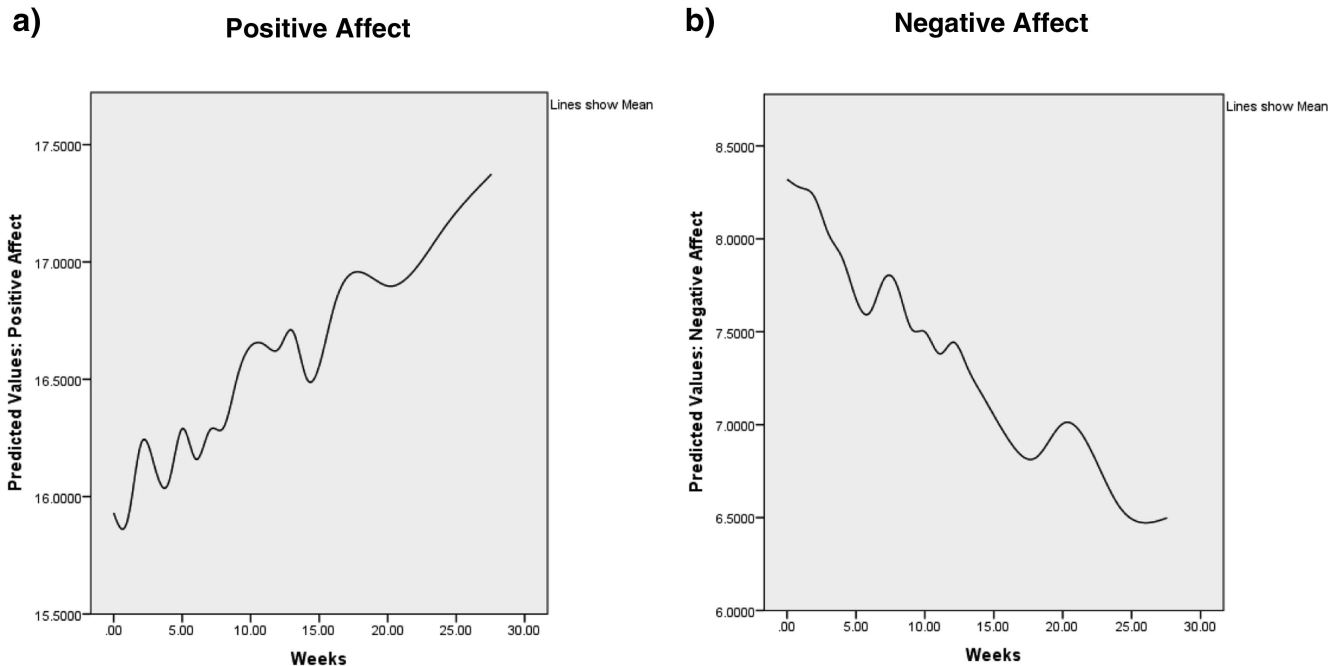 a)
Positive Affect
Lines show Mean
Predicted Values: Positive Affect
17.5000
17.0000
16.5000
16.0000
15.5000
.00 5.00 10.00 15.00 20.00 25.00 30.00
Weeks
b)
Negative Affect
Lines show Mean
Predicted Values: Negative Affect
8.5000
8.0000
7.5000
7.0000
6.5000
6.0000
.00 5.00 10.00 15.00 20.00 25.00 30.00
Weeks